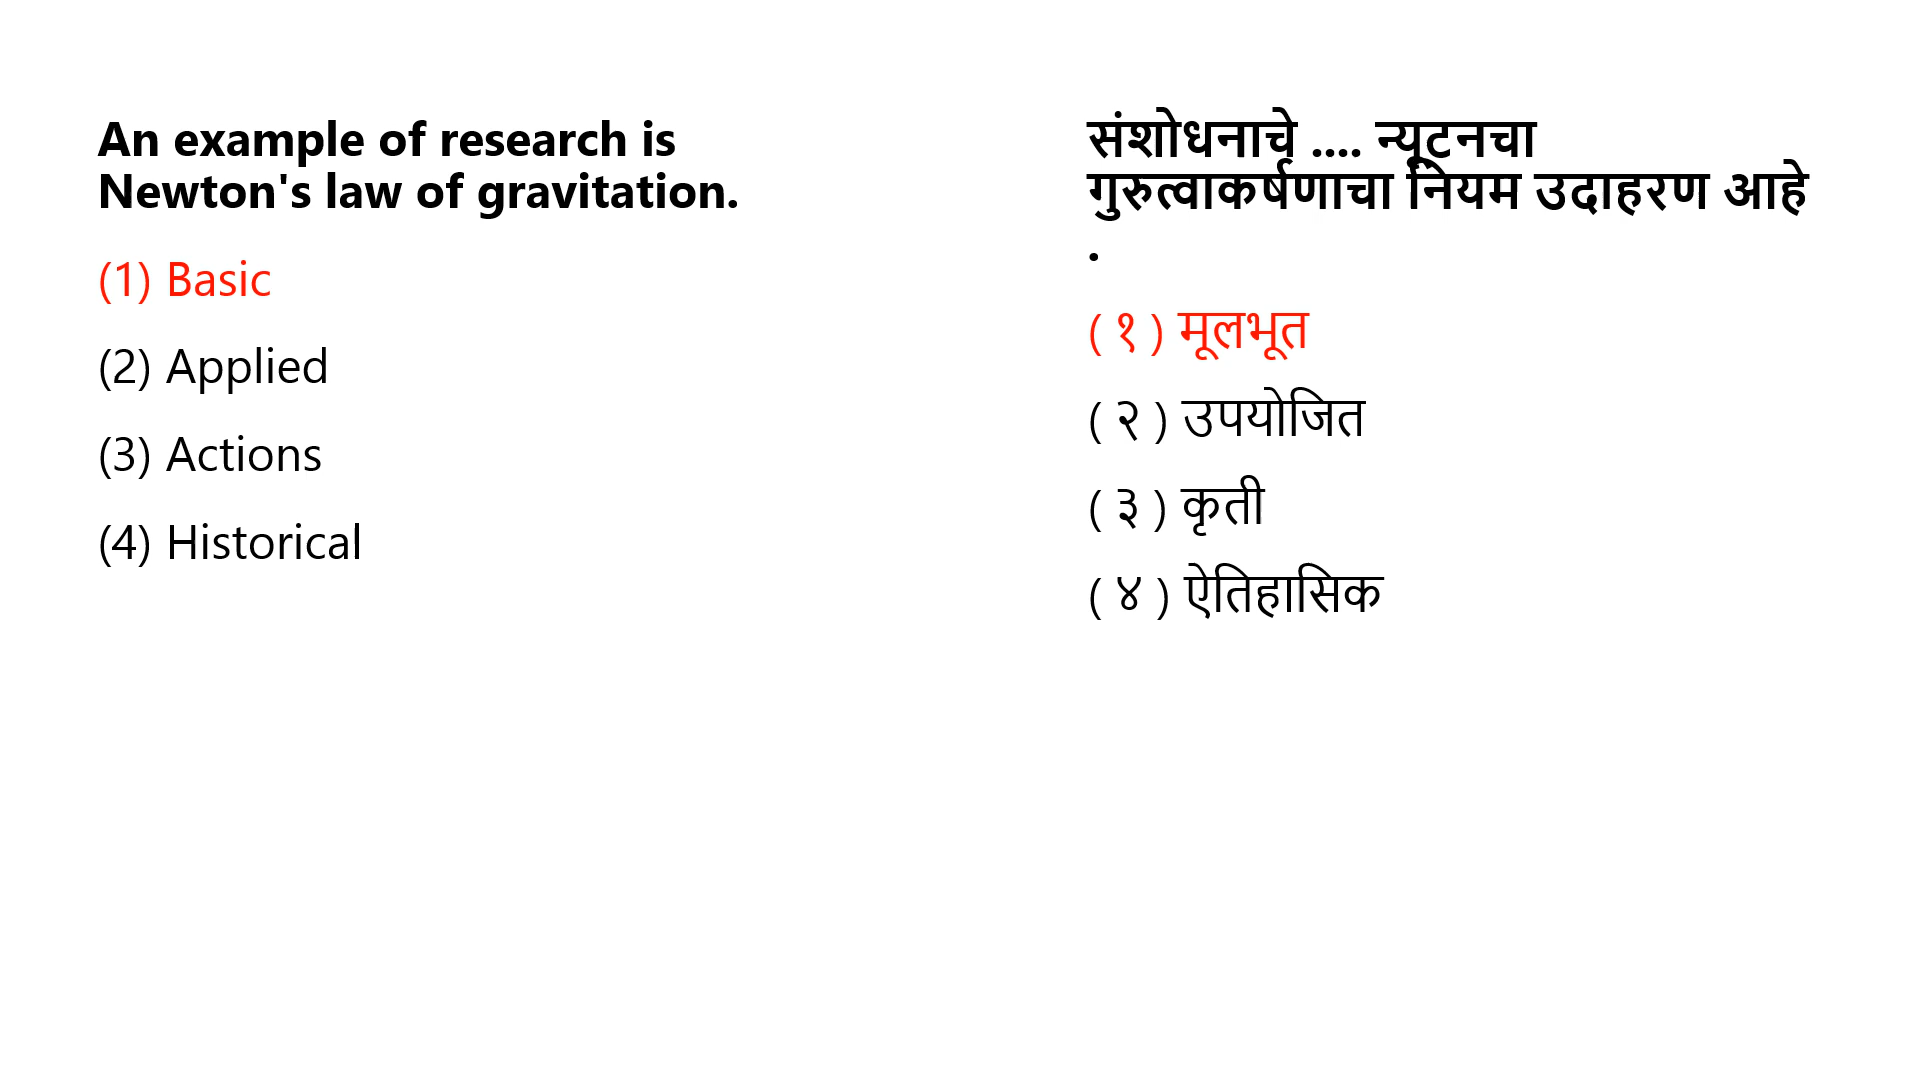 An example of research is
Newton's law of gravitation.
(1) Basic
(2) Applied
(3) Actions
(4) Historical
संशोधनाचे .... न्यूटनचा
गुरुत्वाकर्षणाचा नियम उदाहरण आहे
.
( १ ) मूलभूत
( २ ) उपयोजित
( ३ ) कृती
( ४ ) ऐतिहासिक